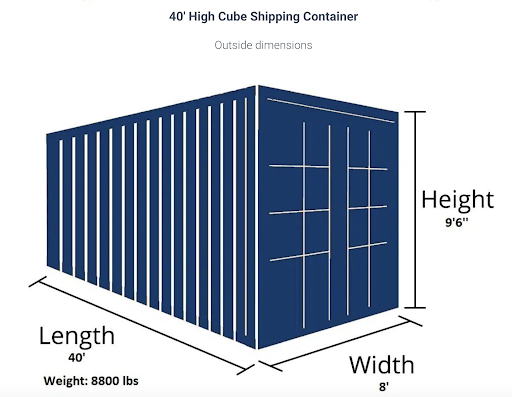 40' High Cube Shipping Container
Outside dimensions
Height
9'6"
Length
40'
Weight: 8800 lbs
Width
8'